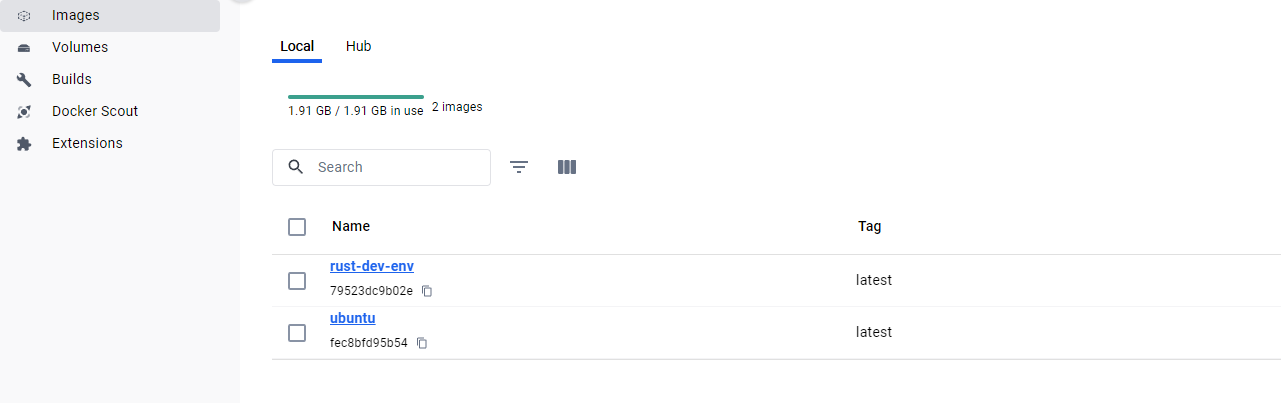 Images
Volumes
Builds
Docker Scout
Extensions
Local Hub
1.91 GB / 1.91 GB in use 2 images
Search
Name Tag
rust-dev-env
79523dc9b02e
latest
ubuntu
fec8bfd95b54
latest